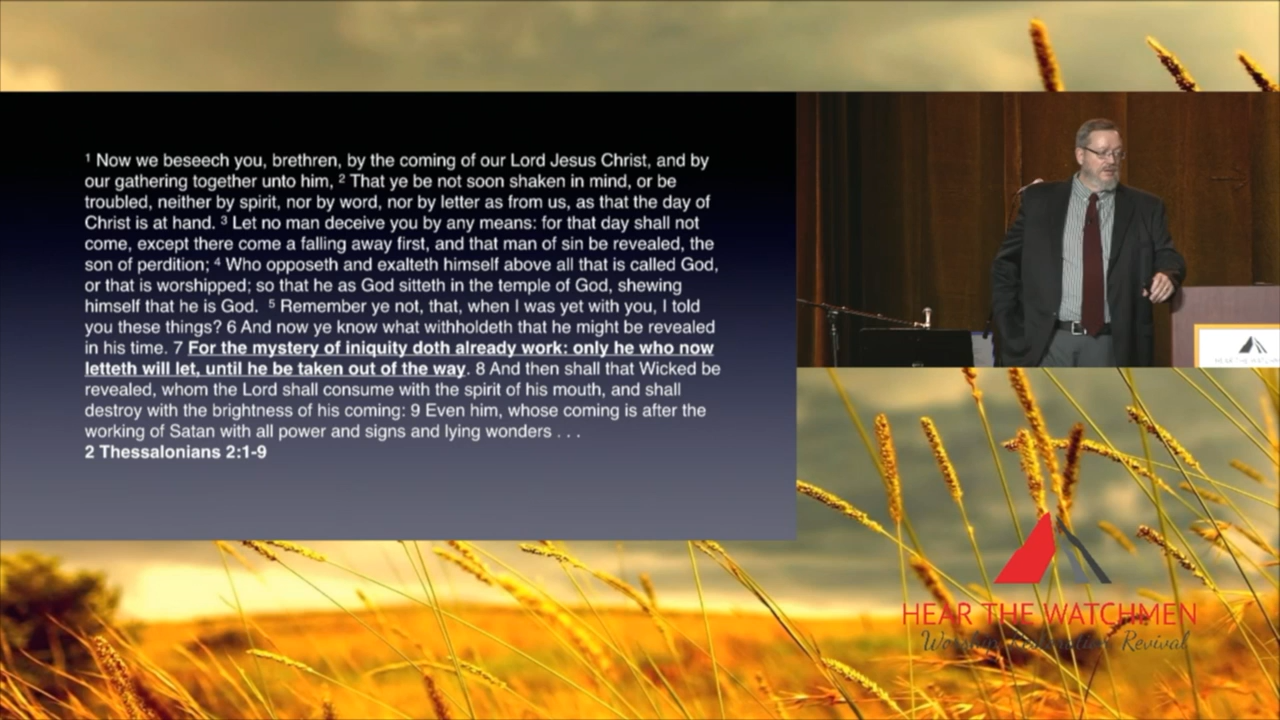 ¹ Now we beseech you, brethren, by the coming of our Lord Jesus Christ, and by
our gathering together unto him, ² That ye be not soon shaken in mind, or be
troubled, neither by spirit, nor by word, nor by letter as from us, as that the day of
Christ is at hand. ³ Let no man deceive you by any means: for that day shall not
come, except there come a falling away first, and that man of sin be revealed, the
son of perdition; ⁴ Who opposeth and exalteth himself above all that is called God,
or that is worshipped; so that he as God sitteth in the temple of God, shewing
himself that he is God. ⁵ Remember ye not, that, when I was yet with you, I told
you these things? 6 And now ye know what withholdeth that he might be revealed
in his time. 7 For the mystery of iniquity doth already work: only he who now
letteth will let, until he be taken out of the way. 8 And then shall that Wicked be
revealed, whom the Lord shall consume with the spirit of his mouth, and shall
destroy with the brightness of his coming: 9 Even him, whose coming is after the
working of Satan with all power and signs and lying wonders . . .
2 Thessalonians 2:1-9
HEAR THE WATCHMEN
Worship Restoration Revival